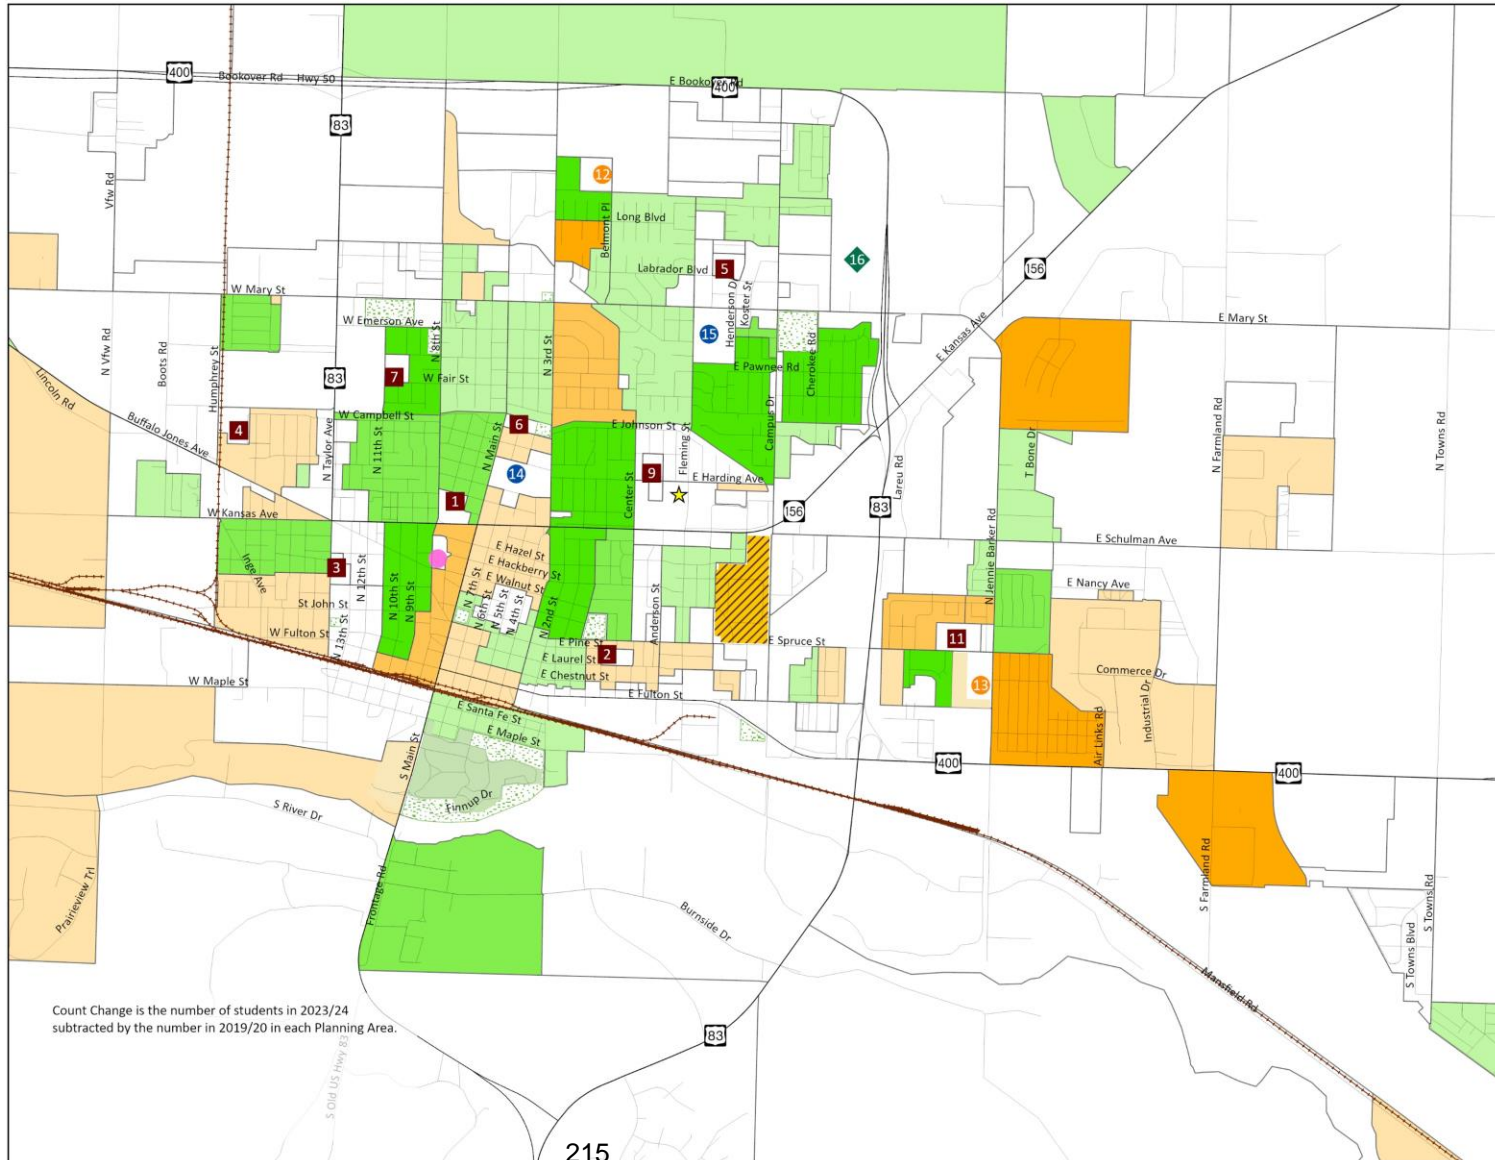 400
Bookover Rd
Hwy 50
E Bookover Rd
400
83
12
Vfw Rd
Belmont Pl
Long Blvd
16
156
Labrador Blvd
5
Henderson Dr
Koster St
W Mary St
E Mary St
W Emerson Ave
N 8th St
N 3rd St
15
E Kansas Ave
N Vfw Rd
Boots Rd
Humphrey St
Lincoln Rd
83
7
W Fair St
E Pawnee Rd
Cherokee Rd
Buffalo Jones Ave
W Campbell St
4
N Taylor Ave
N 11th St
N Main St
6
E Johnson St
Fleming St
Campus Dr
T Bone Dr
N Farmland Rd
N Towns Rd
14
9
E Harding Ave
Center St
Lareu Rd
1
156
83
W Kansas Ave
N Jennie Barker Rd
E Schulman Ave
E Hazel St
E Hackberry St
E Walnut St
3
Inge Ave
N 12th St
N 10th St
N 9th St
N 7th St
N 6th St
N 5th St
N 4th St
N 2nd St
Anderson St
E Nancy Ave
St John St
W Fulton St
N 13th St
E Pine St
E Spruce St
11
E Laurel St
2
E Chestnut St
Commerce Dr
W Maple St
E Fulton St
13
E Santa Fe St
E Maple St
S Main St
Air Links Rd
Industrial Dr
400
400
Finnup Dr
S River Dr
Prairieview Trl
Frontage Rd
S Farmland Rd
Burnside Dr
S Towns Blvd
S Towns Rd
Mansfield Rd
Count Change is the number of students in 2023/24
subtracted by the number in 2019/20 in each Planning Area.
S Old US Hwy 83
83
215